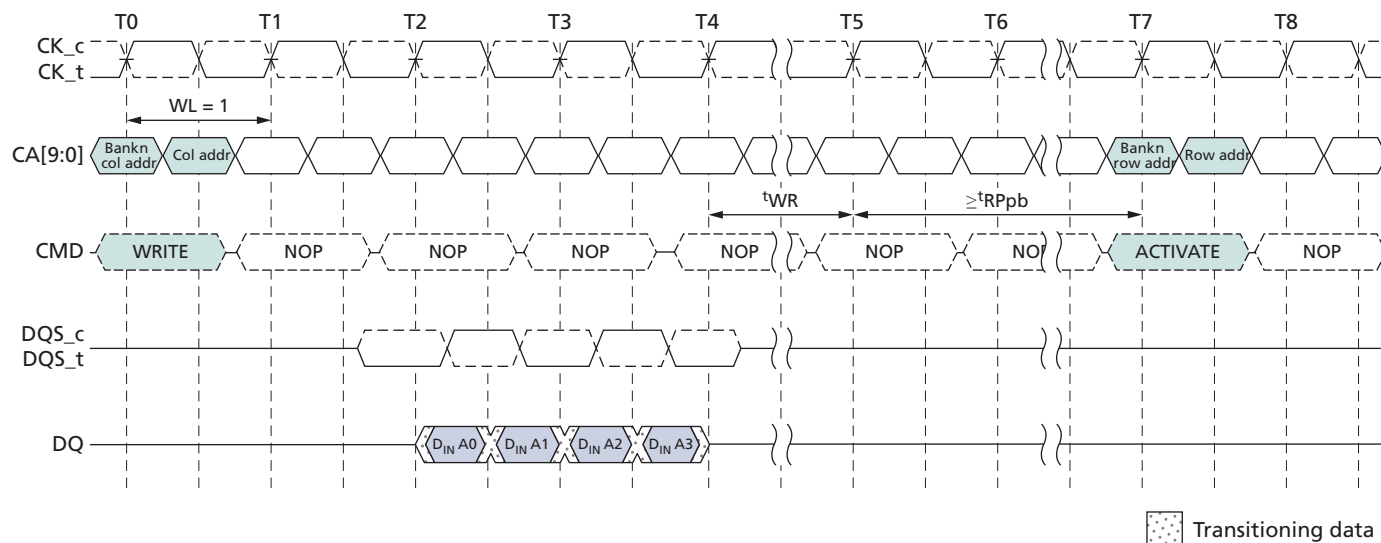 T0 T1 T2 T3 T4 T5 T6 T7 T8
CK_c
CK_t
WL = 1
CA[9:0]
Bankn
col addr
Col addr
Bankn
row addr
Row addr
tWR
≥tRPpb
CMD
WRITE NOP NOP NOP NOP NOP NOP ACTIVATE NOP
DQS_c
DQS_t
DQ
DIN A0 DIN A1 DIN A2 DIN A3
Transitioning data